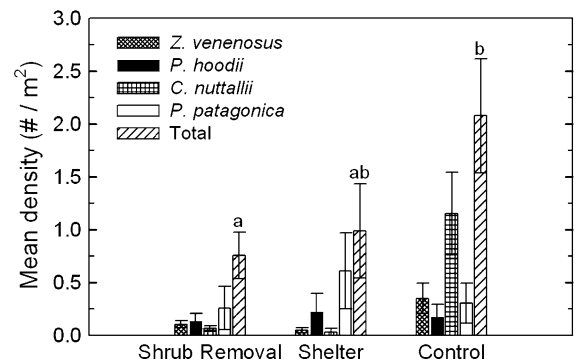 3.0
2.5
2.0
1.5
1.0
0.5
0.0
Mean density (# / m²)
Z. venenosus
P. hoodii
C. nuttallii
P. patagonica
Total
a
ab
b
Shrub Removal
Shelter
Control